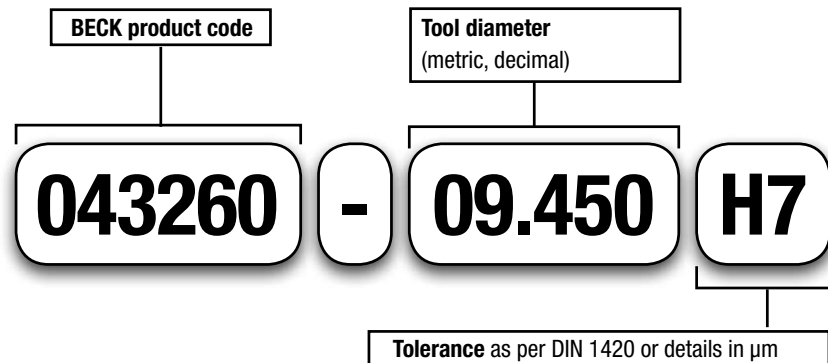 BECK product code
Tool diameter
(metric, decimal)
043260 - 09.450 H7
Tolerance as per DIN 1420 or details in µm